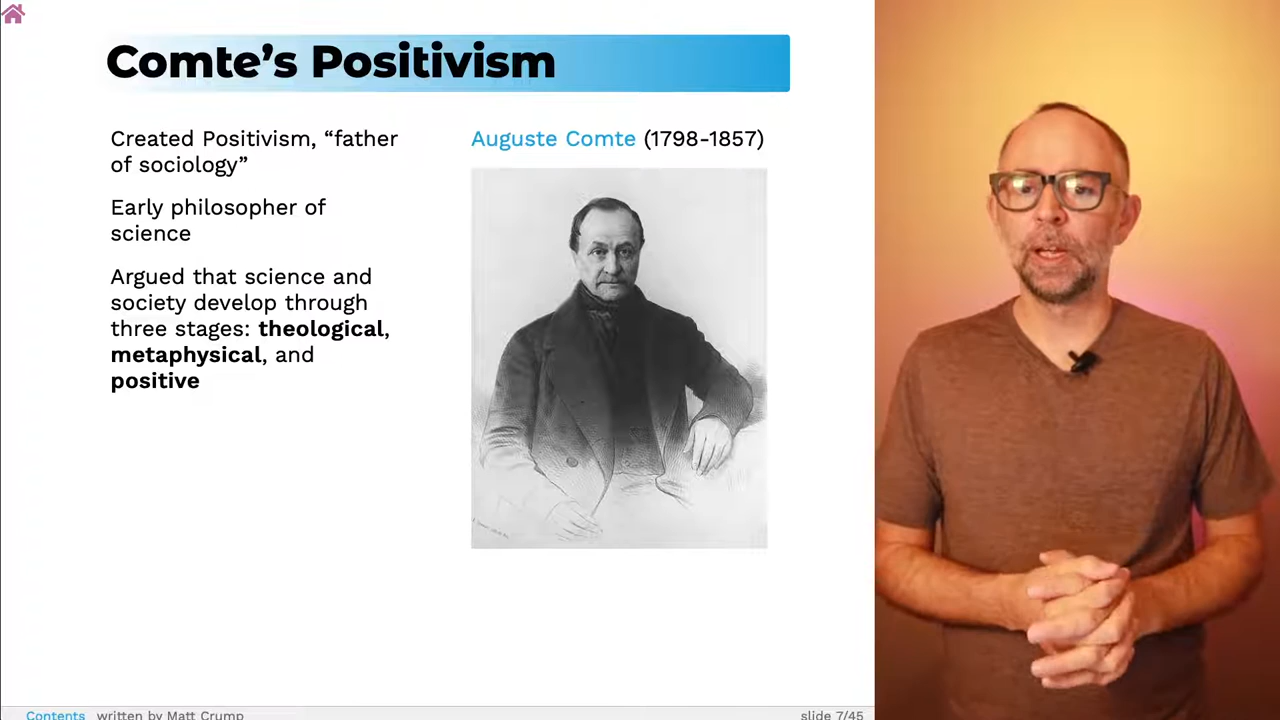 Comte’s Positivism
Created Positivism, “father
of sociology”
Early philosopher of
science
Argued that science and
society develop through
three stages: theological,
metaphysical, and
positive
Auguste Comte (1798-1857)
Contents written by Matt Crump
slide 7/45